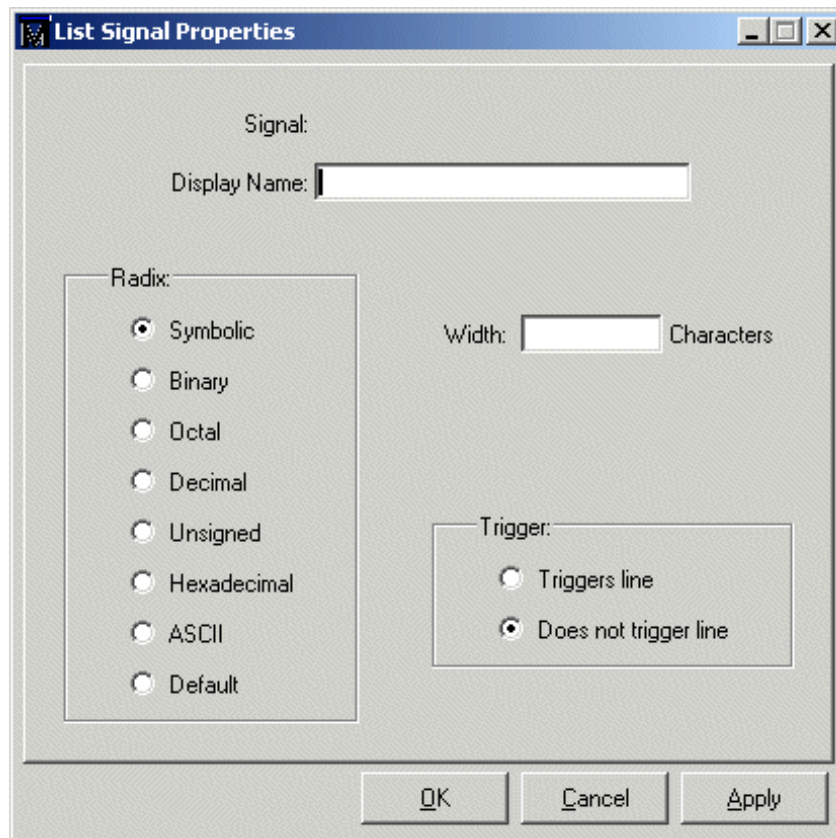 List Signal Properties
Signal:
Display Name:
Radix:
Symbolic
Binary
Octal
Decimal
Unsigned
Hexadecimal
ASCII
Default
Width: Characters
Trigger:
Triggers line
Does not trigger line
OK Cancel Apply